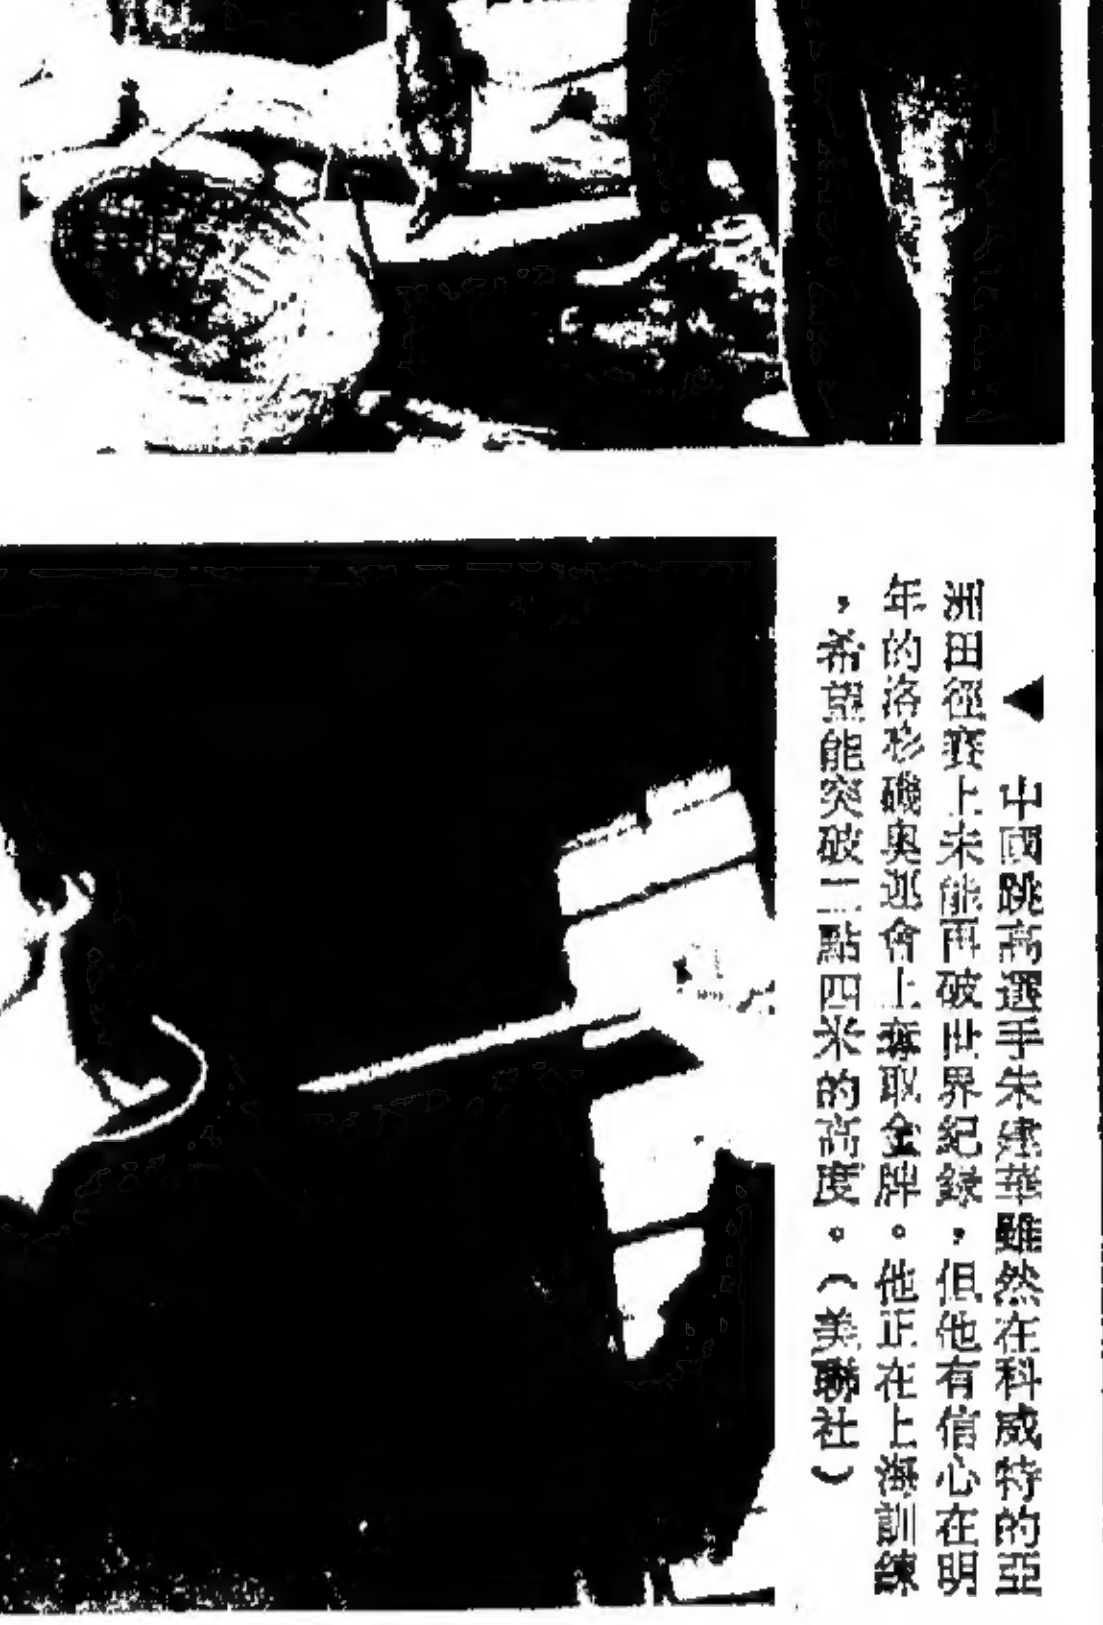 ◀中國跳高選手朱建華雖然在科威特的亞
洲田徑賽上未能再破世界紀錄，但他有信心在明
年的洛杉磯奧運會上奪取金牌。他正在上海訓練
，希望能突破二點四米的高度。（美聯社）